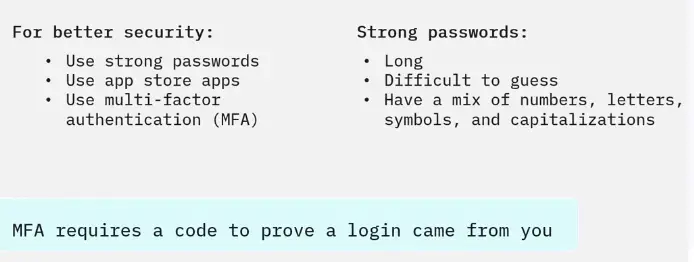 For better security:
• Use strong passwords
• Use app store apps
• Use multi-factor
authentication (MFA)
Strong passwords:
• Long
• Difficult to guess
• Have a mix of numbers, letters,
symbols, and capitalizations
MFA requires a code to prove a login came from you